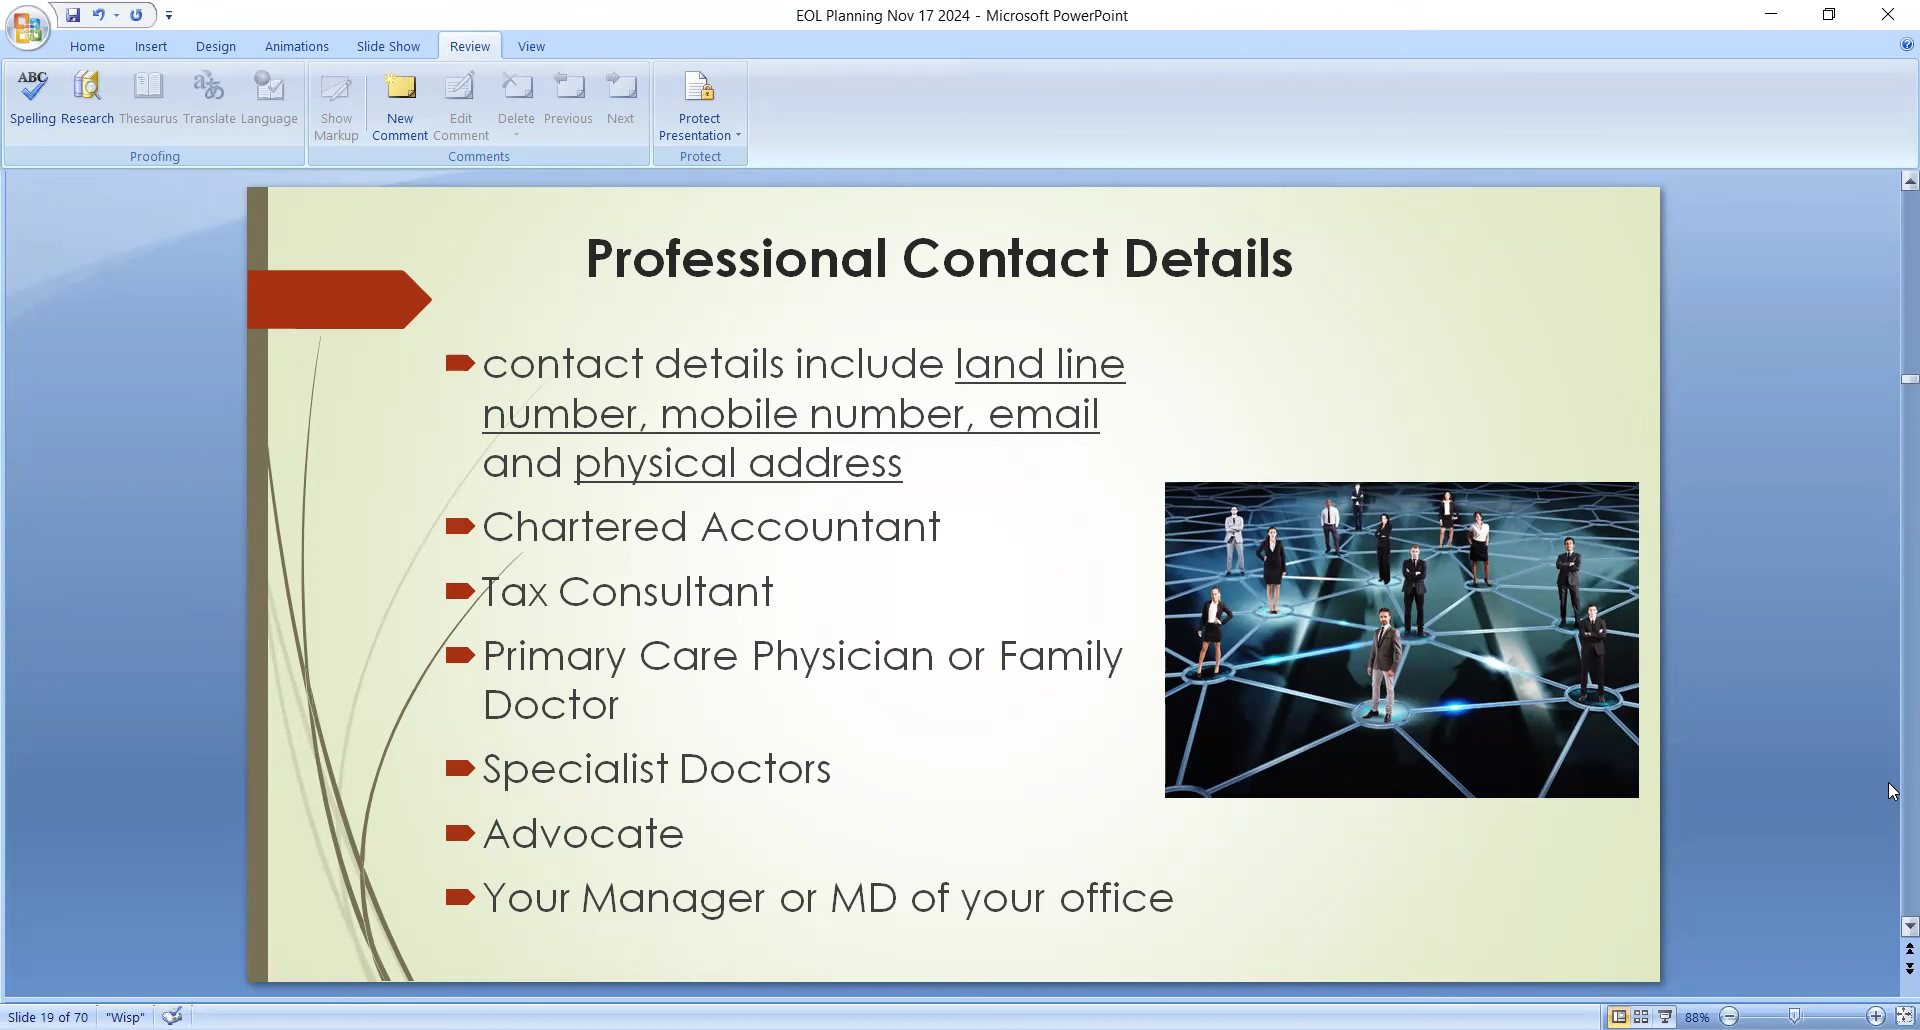 EOL Planning Nov 17 2024 - Microsoft PowerPoint
Home Insert Design Animations Slide Show Review View
ABC
Spelling Research Thesaurus Translate Language
Proofing
Show Markup
New Comment
Edit Comment
Delete Previous Next
Comments
Protect Presentation
Protect
Professional Contact Details
contact details include land line
number, mobile number, email
and physical address
Chartered Accountant
Tax Consultant
Primary Care Physician or Family
Doctor
Specialist Doctors
Advocate
Your Manager or MD of your office
Slide 19 of 70 "Wisp" 88%